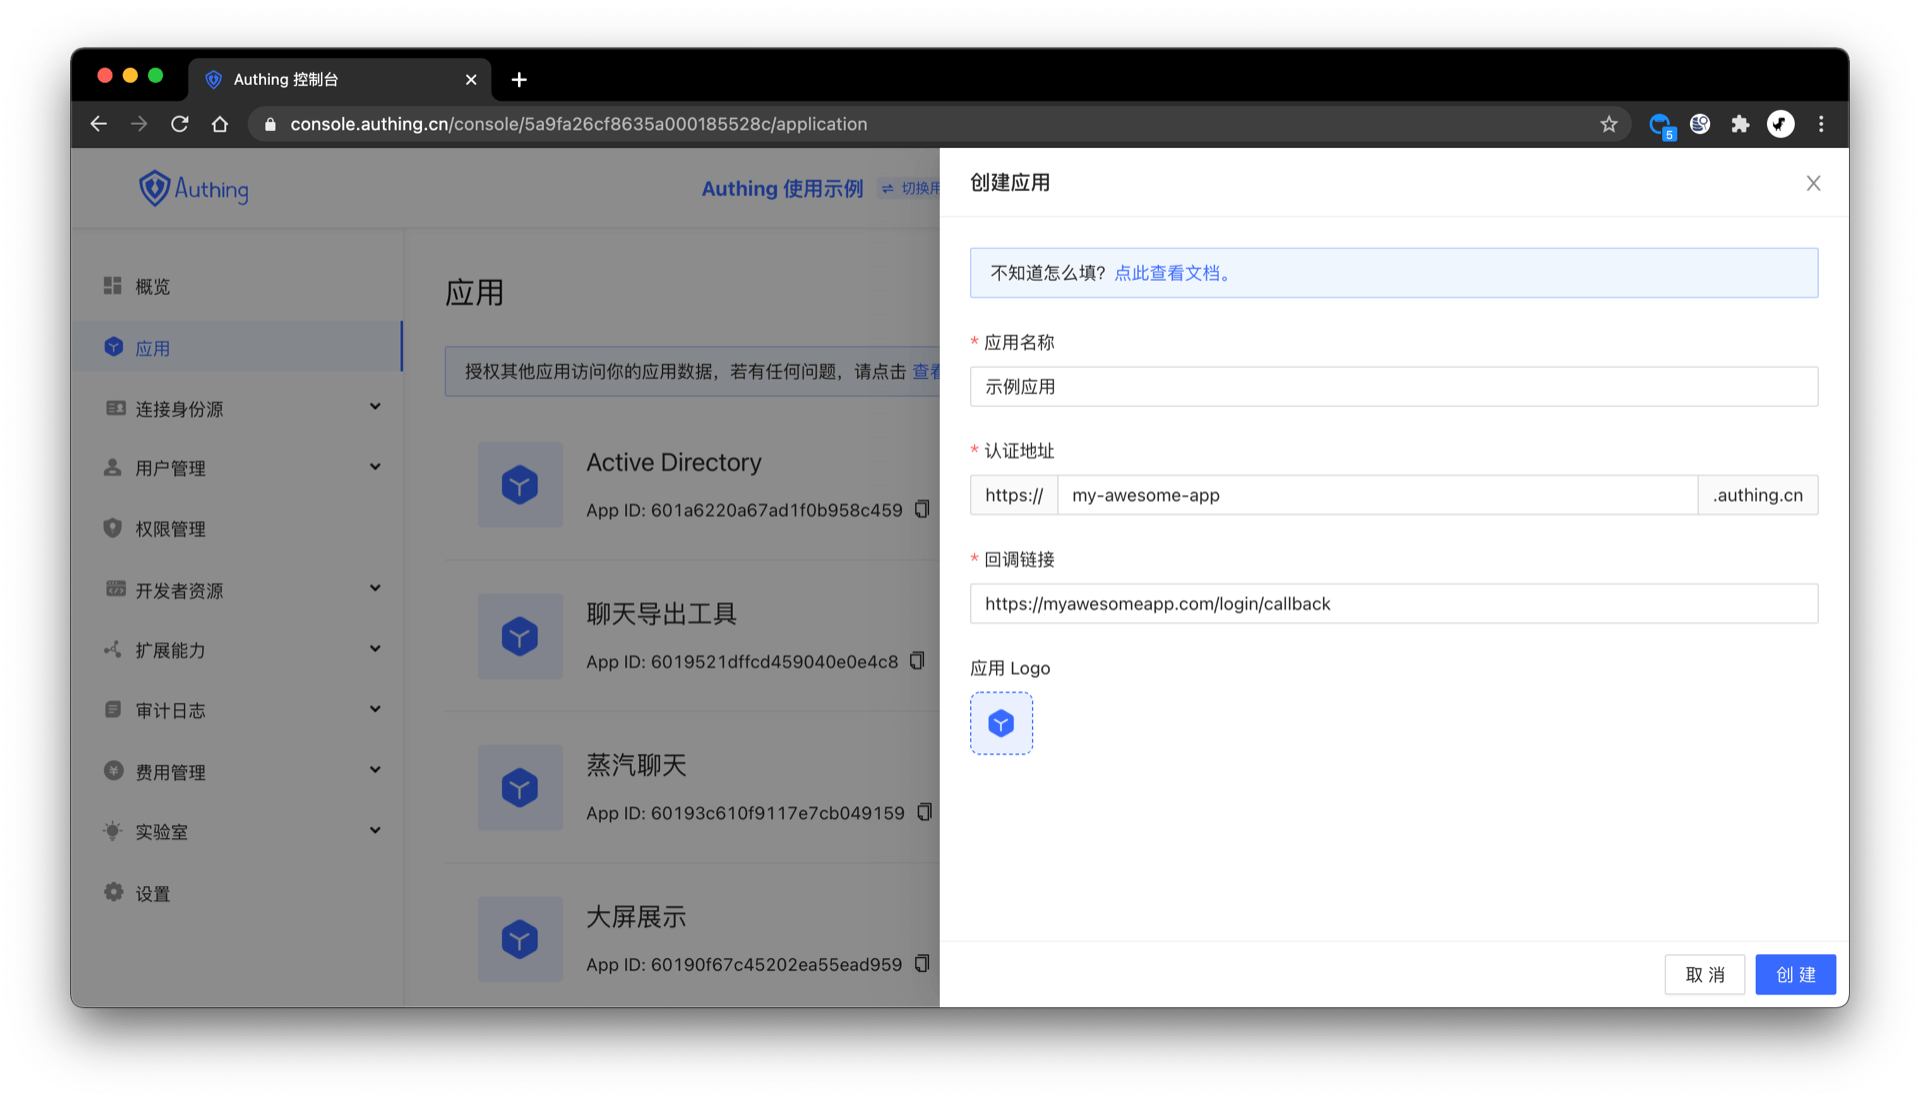 Authing 控制台
console.authing.cn/console/5a9fa26cf8635a000185528c/application
5
Authing
Authing 使用示例
切换用
概览
应用
连接身份源
用户管理
权限管理
开发者资源
扩展能力
审计日志
费用管理
实验室
设置
应用
授权其他应用访问你的应用数据，若有任何问题，请点击 查看
Active Directory
App ID: 601a6220a67ad1f0b958c459
聊天导出工具
App ID: 6019521dffcd459040e0e4c8
蒸汽聊天
App ID: 60193c610f9117e7cb049159
大屏展示
App ID: 60190f67c45202ea55ead959
创建应用
不知道怎么填？点此查看文档。
* 应用名称
示例应用
* 认证地址
https:// my-awesome-app .authing.cn
* 回调链接
https://myawesomeapp.com/login/callback
应用 Logo
取 消
创 建